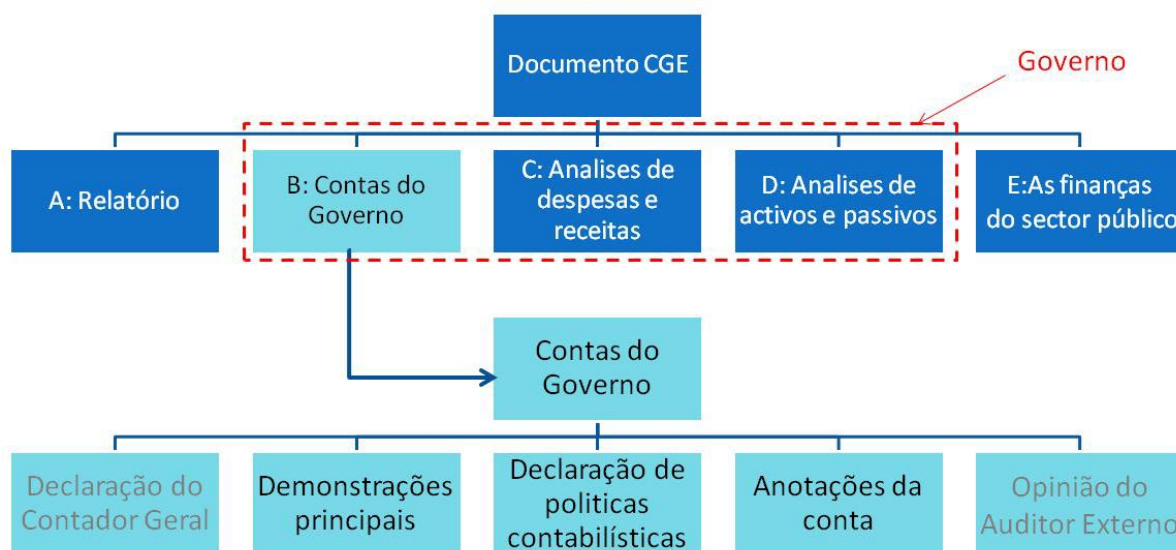 Documento CGE
Governo
A: Relatório
B: Contas do
Governo
C: Analises de
despesas e
receitas
D: Analises de
activos e passivos
E:As finanças
do sector público
Contas do
Governo
Declaração do
Contador Geral
Demonstrações
principais
Declaração de
politicas
contabilísticas
Anotações da
conta
Opinião do
Auditor Externo